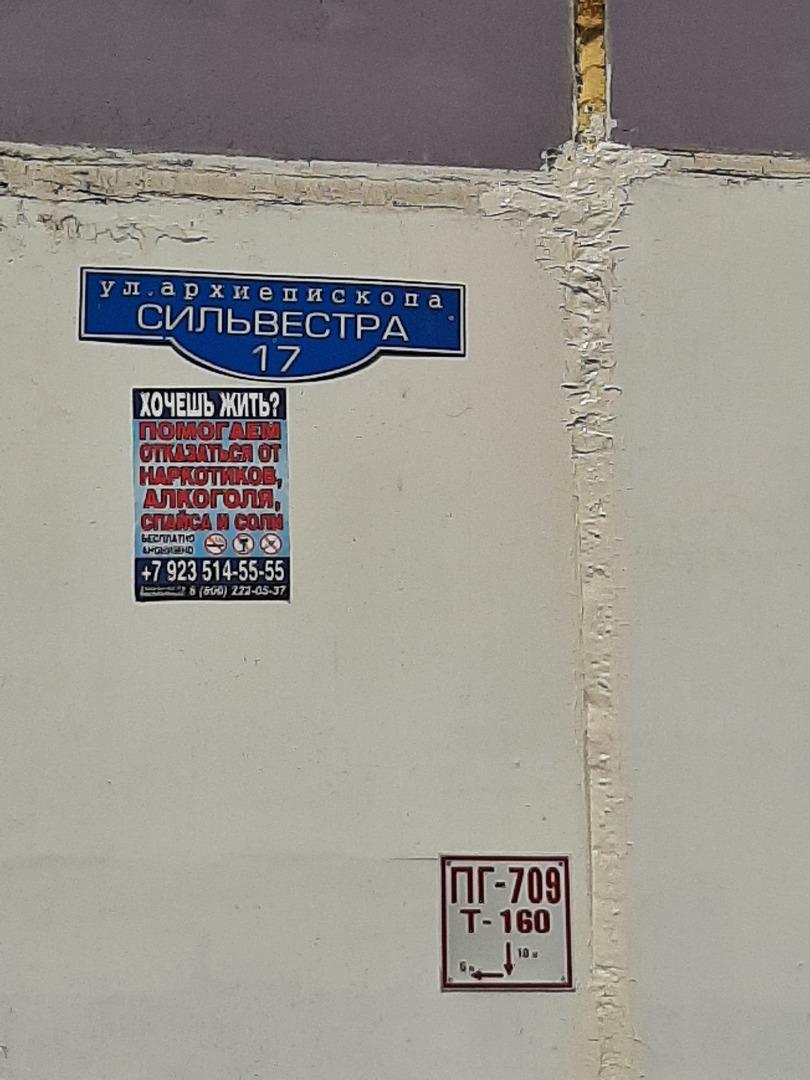 ул.архиепископа
СИЛЬВЕСТРА
17
ХОЧЕШЬ ЖИТЬ?
ПОМОГАЕМ
ОТКАЗАТЬСЯ ОТ
НАРКОТИКОВ,
АЛКОГОЛЯ,
СПАЙСА И СОЛИ
БЕСПЛАТНО
АНОНИМНО
+7 923 514-55-55
8 (800) 222-05-37
ПГ-709
Т-160
10 м
6 м